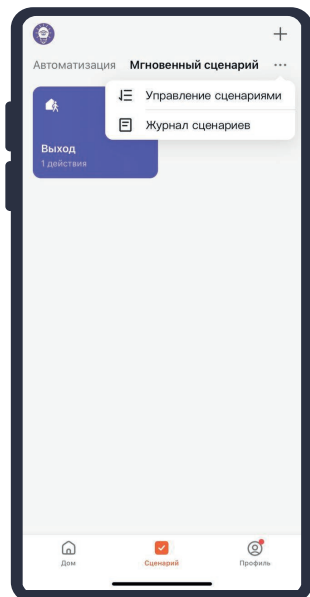 Автоматизация Мгновенный сценарий ...
Управление сценариями
Журнал сценариев
Выход
1 действия
Дом Сценарий Профиль